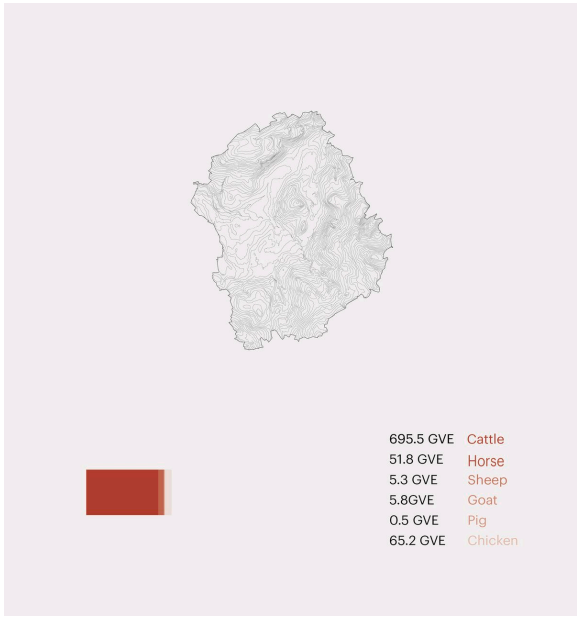 695.5 GVE Cattle
51.8 GVE Horse
5.3 GVE Sheep
5.8GVE Goat
0.5 GVE Pig
65.2 GVE Chicken